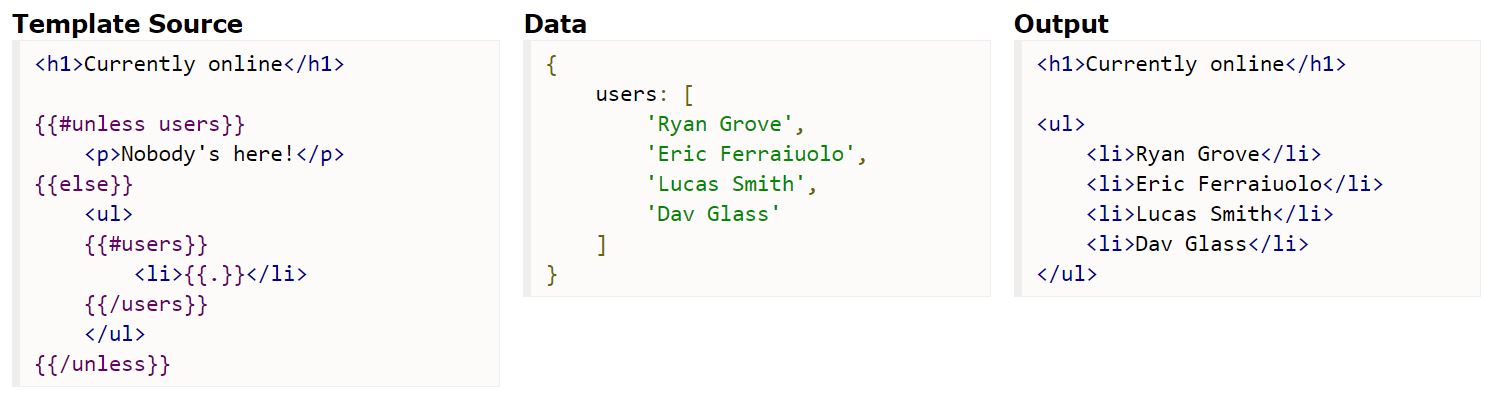 Template Source
<h1>Currently online</h1>
{{#unless users}}
    <p>Nobody's here!</p>
{{else}}
    <ul>
    {{#users}}
        <li>{{.}}</li>
    {{/users}}
    </ul>
{{/unless}}
Data
{
    users: [
        'Ryan Grove',
        'Eric Ferraiuolo',
        'Lucas Smith',
        'Dav Glass'
    ]
}
Output
<h1>Currently online</h1>
<ul>
    <li>Ryan Grove</li>
    <li>Eric Ferraiuolo</li>
    <li>Lucas Smith</li>
    <li>Dav Glass</li>
</ul>